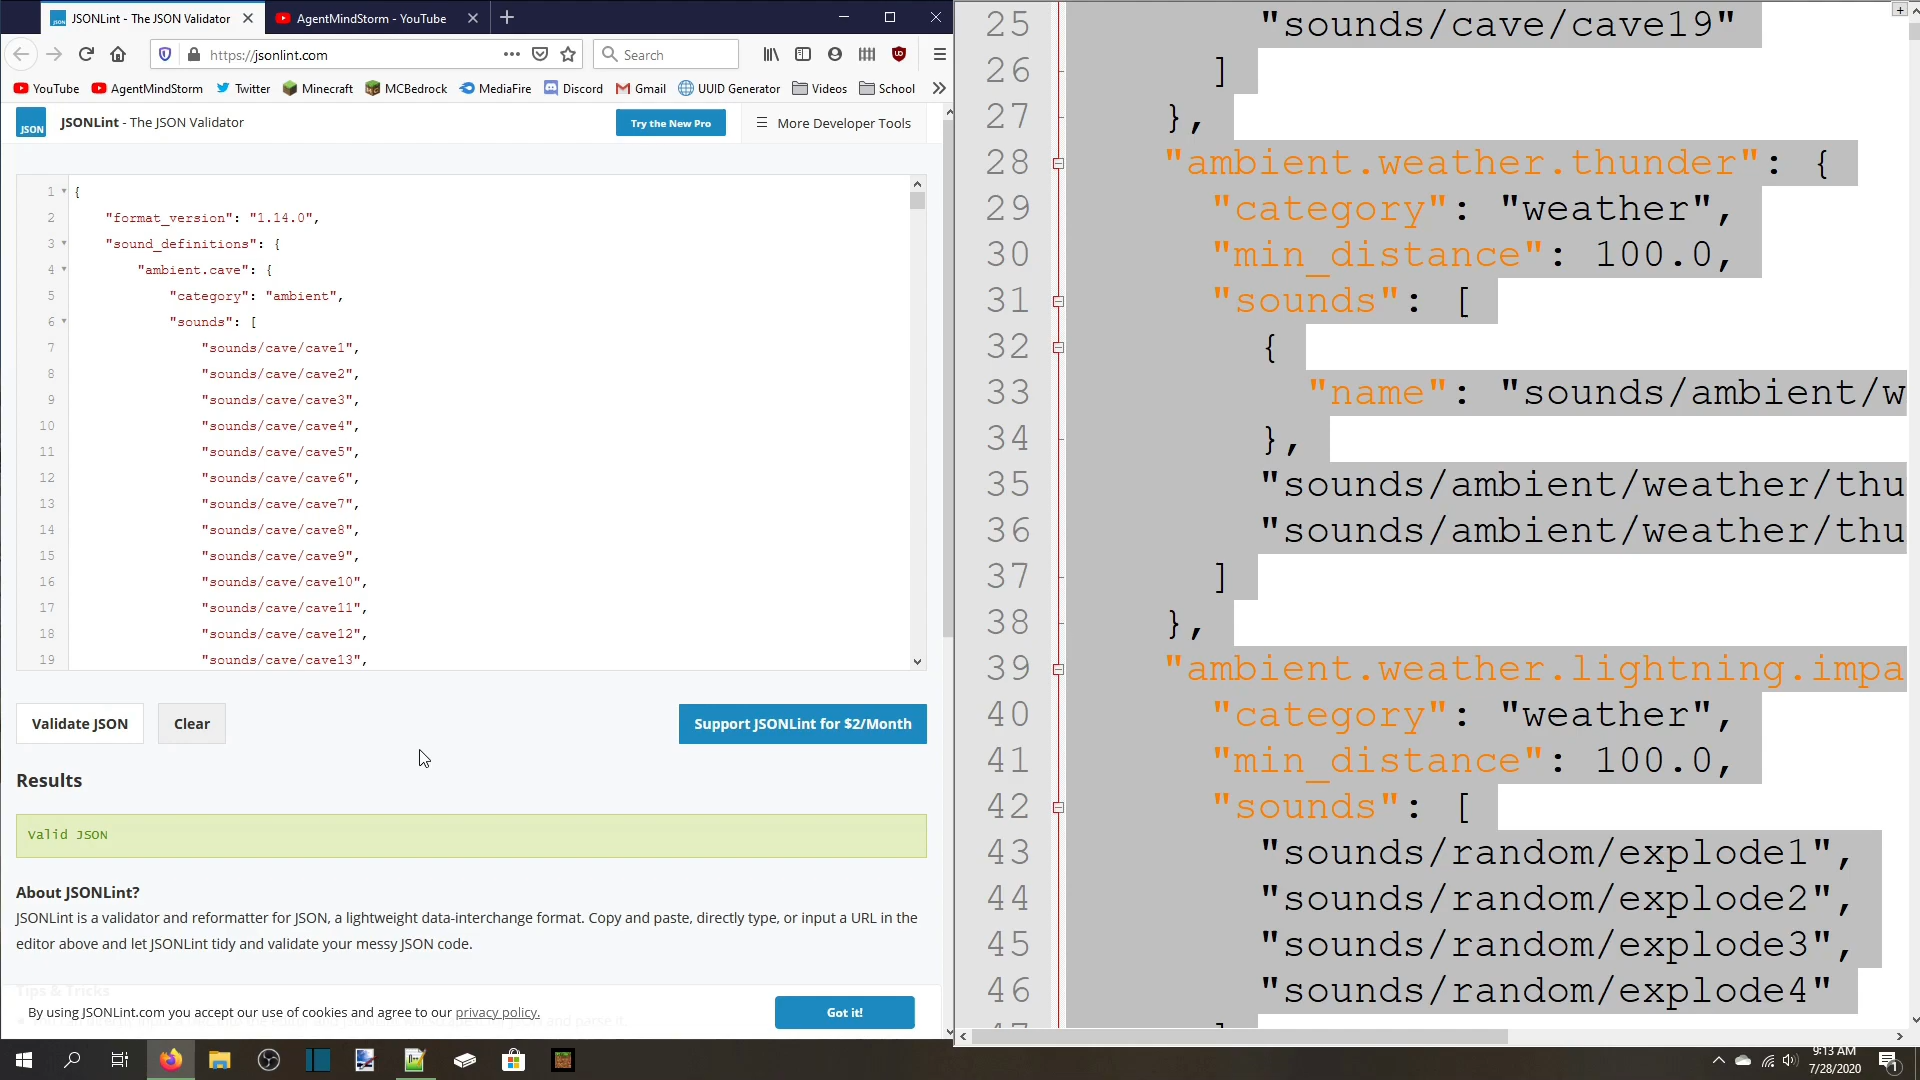 JSONLint - The JSON Validator
AgentMindStorm - YouTube
https://jsonlint.com
Search
YouTube
AgentMindStorm
Twitter
Minecraft
MCBedrock
MediaFire
Discord
Gmail
UUID Generator
Videos
School
JSON
JSONLint - The JSON Validator
Try the New Pro
More Developer Tools
1 {
2 "format_version": "1.14.0",
3 "sound_definitions": {
4 "ambient.cave": {
5 "category": "ambient",
6 "sounds": [
7 "sounds/cave/cave1",
8 "sounds/cave/cave2",
9 "sounds/cave/cave3",
10 "sounds/cave/cave4",
11 "sounds/cave/cave5",
12 "sounds/cave/cave6",
13 "sounds/cave/cave7",
14 "sounds/cave/cave8",
15 "sounds/cave/cave9",
16 "sounds/cave/cave10",
17 "sounds/cave/cave11",
18 "sounds/cave/cave12",
19 "sounds/cave/cave13",
Validate JSON
Clear
Support JSONLint for $2/Month
Results
Valid JSON
About JSONLint?
JSONLint is a validator and reformatter for JSON, a lightweight data-interchange format. Copy and paste, directly type, or input a URL in the
editor above and let JSONLint tidy and validate your messy JSON code.
Tips & Tricks
By using JSONLint.com you accept our use of cookies and agree to our privacy policy.
Got it!
25 "sounds/cave/cave19"
26 ]
27 },
28 "ambient.weather.thunder": {
29 "category": "weather",
30 "min_distance": 100.0,
31 "sounds": [
32 {
33 "name": "sounds/ambient/w
34 },
35 "sounds/ambient/weather/thu
36 "sounds/ambient/weather/thu
37 ]
38 },
39 "ambient.weather.lightning.impa
40 "category": "weather",
41 "min_distance": 100.0,
42 "sounds": [
43 "sounds/random/explode1",
44 "sounds/random/explode2",
45 "sounds/random/explode3",
46 "sounds/random/explode4"
9:13 AM
7/28/2020